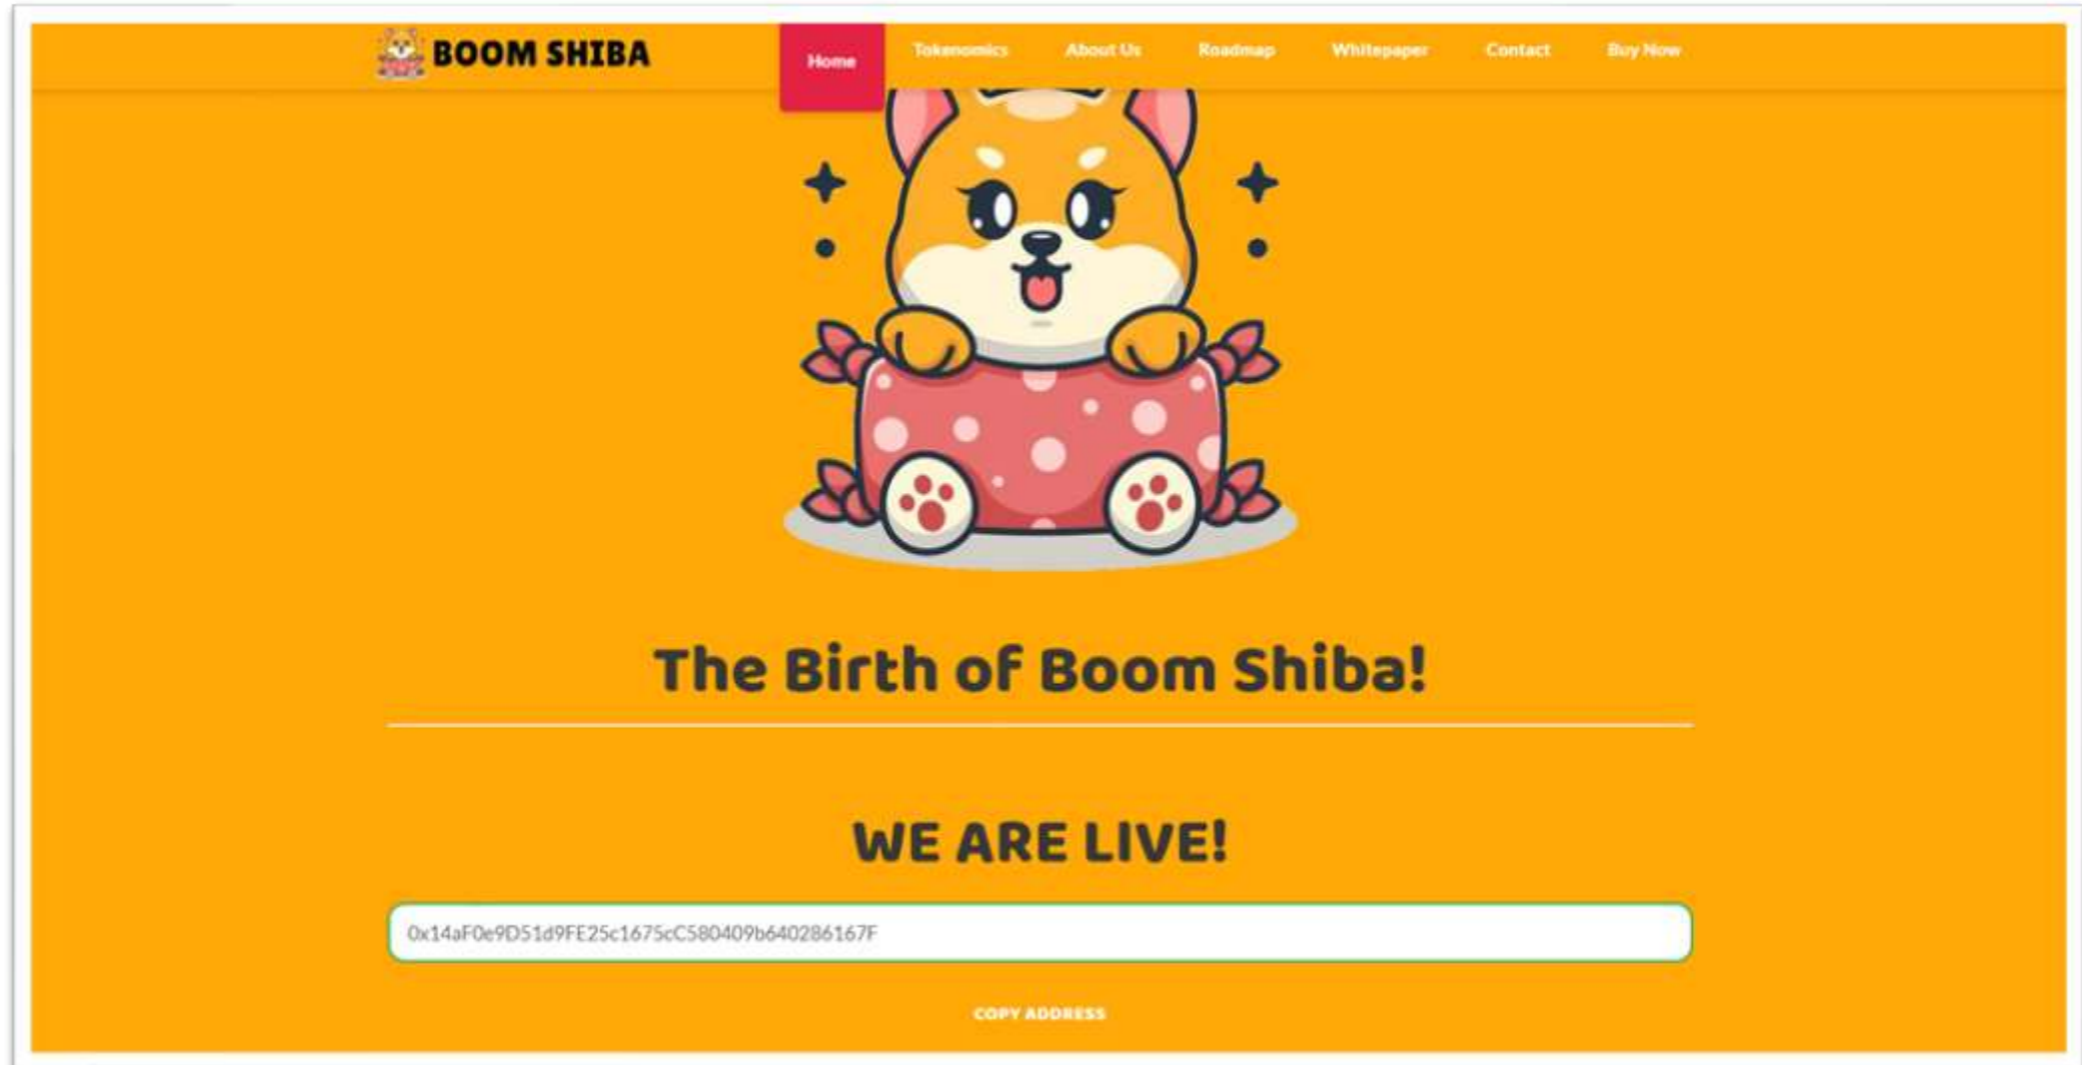 BOOM SHIBA
Home Tokenomics About Us Roadmap Whitepaper Contact Buy Now
The Birth of Boom Shiba!
WE ARE LIVE!
0x14aF0e9D51d9FE25c1675cC580409b640286167F
COPY ADDRESS